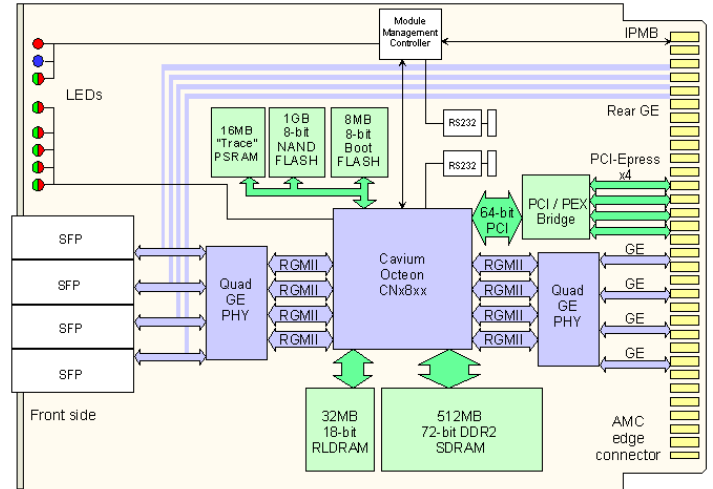 Module
Management
Controller
IPMB
LEDs
Rear GE
RS232
RS232
16MB
"Trace"
PSRAM
1GB
8-bit
NAND
FLASH
8MB
8-bit
Boot
FLASH
PCI-Epress
x4
64-bit
PCI
PCI / PEX
Bridge
SFP
SFP
SFP
SFP
Quad
GE
PHY
RGMII
RGMII
RGMII
RGMII
Cavium
Octeon
CNx8xx
RGMII
RGMII
RGMII
RGMII
Quad
GE
PHY
GE
GE
GE
GE
Front side
32MB
18-bit
RLDRAM
512MB
72-bit DDR2
SDRAM
AMC
edge
connector